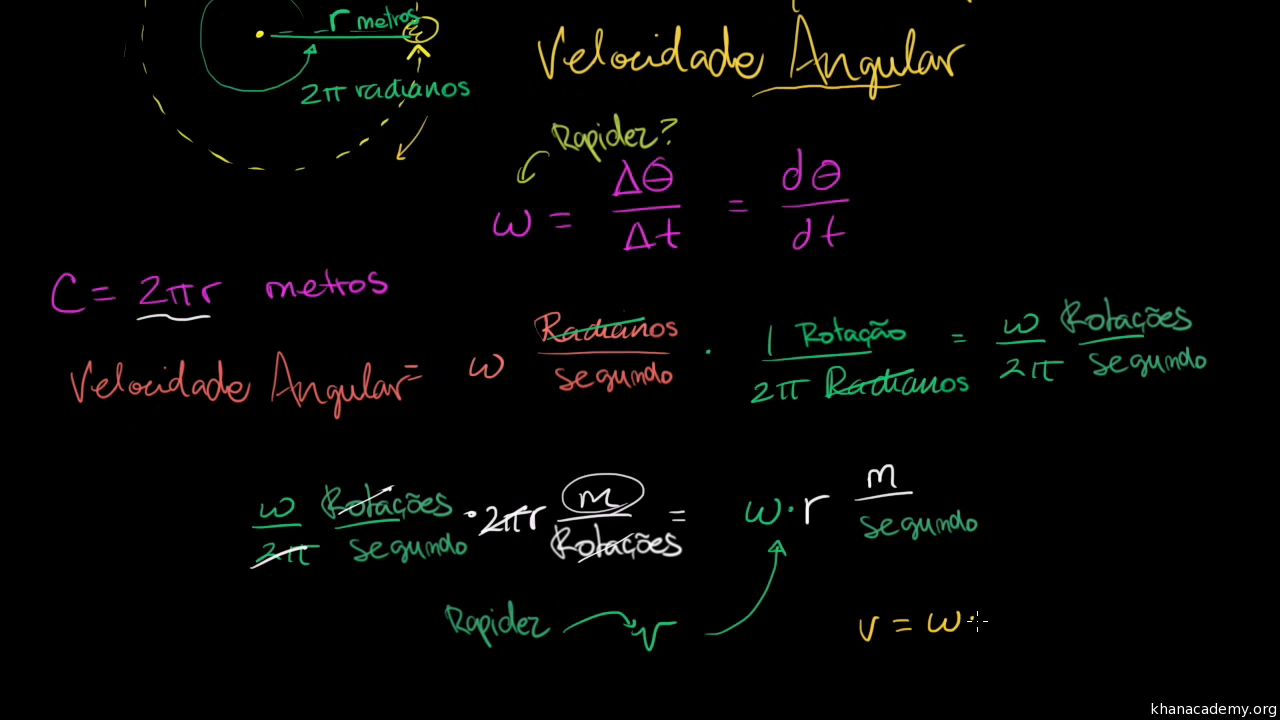 r metros
Velocidade Angular
2π radianos
Rapidez?
ω = Δθ/Δt = dθ/dt
C = 2πr metros
Velocidade Angular = ω Radianos/segundo · 1 Rotação/2π Radianos = ω/2π Rotações/segundo
ω/2π Rotações/segundo · 2πr m/Rotações = ω·r m/segundo
Rapidez v
v = ω·
khanacademy.org